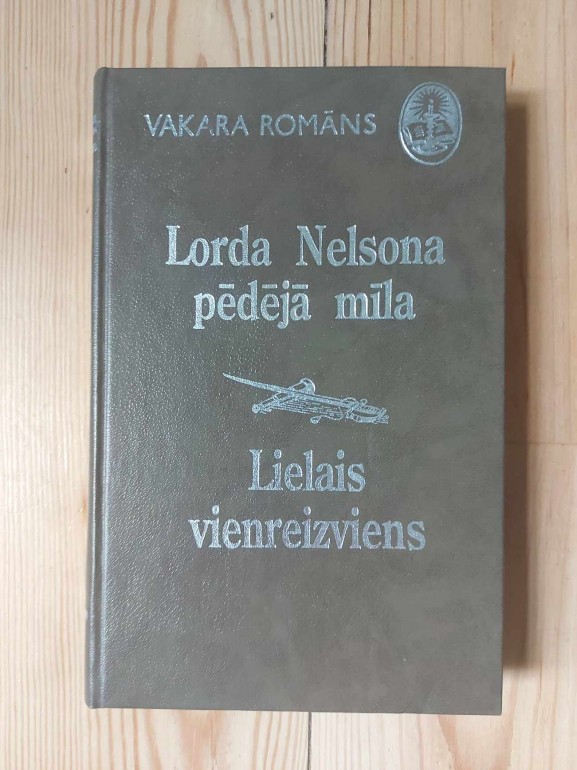 VAKARA ROMĀNS
Lorda Nelsona
pēdējā mīla
Lielais
vienreizviens